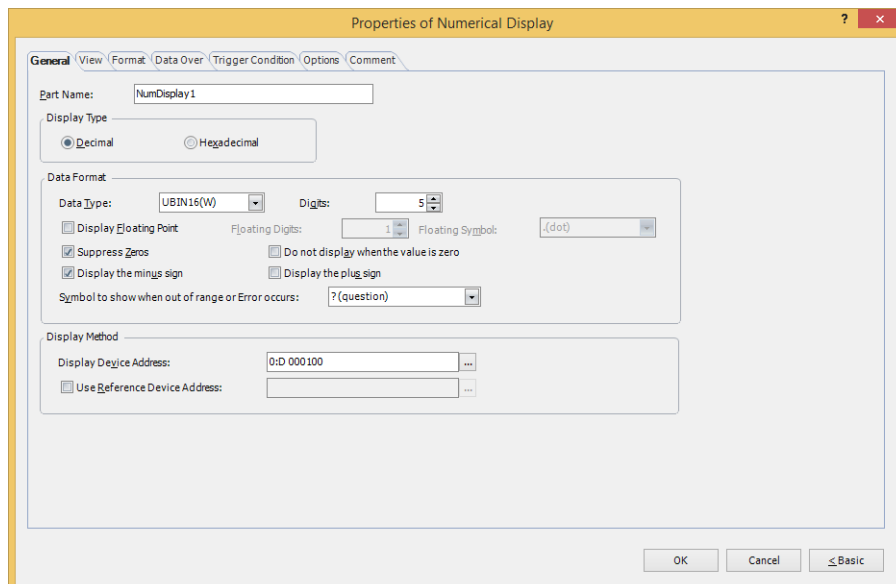 Properties of Numerical Display ? ×
General View Format Data Over Trigger Condition Options Comment
Part Name: NumDisplay1
Display Type
Decimal Hexadecimal
Data Format
Data Type: UBIN16(W) Digits: 5
Display Floating Point Floating Digits: 1 Floating Symbol: .(dot)
Suppress Zeros Do not display when the value is zero
Display the minus sign Display the plus sign
Symbol to show when out of range or Error occurs: ?(question)
Display Method
Display Device Address: 0:D 000100 ...
Use Reference Device Address: ...
OK Cancel < Basic